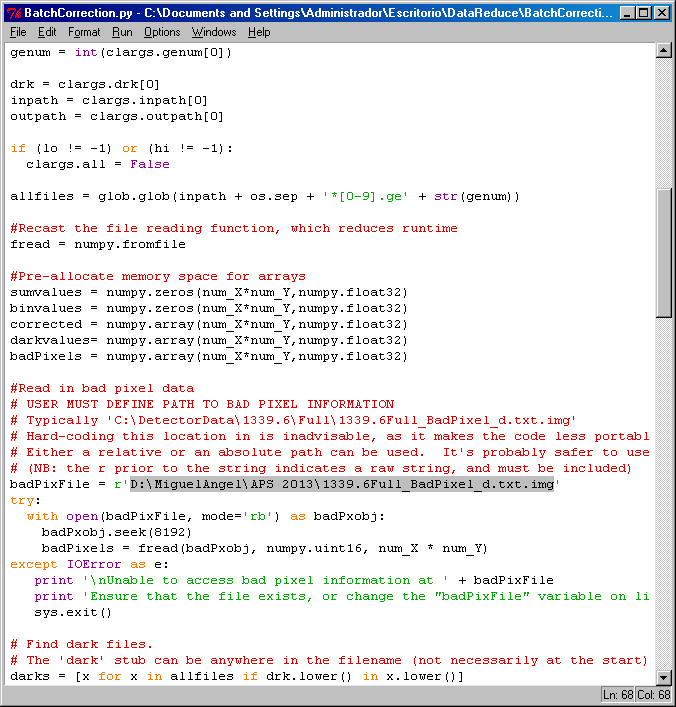 BatchCorrection.py - C:\Documents and Settings\Administrador\Escritorio\DataReduce\BatchCorrecti...
File Edit Format Run Options Windows Help
genum = int(clargs.genum[0])
drk = clargs.drk[0]
inpath = clargs.inpath[0]
outpath = clargs.outpath[0]
if (lo != -1) or (hi != -1):
  clargs.all = False
allfiles = glob.glob(inpath + os.sep + '*[0-9].ge' + str(genum))
#Recast the file reading function, which reduces runtime
fread = numpy.fromfile
#Pre-allocate memory space for arrays
sumvalues = numpy.zeros(num_X*num_Y,numpy.float32)
binvalues = numpy.zeros(num_X*num_Y,numpy.float32)
corrected = numpy.array(num_X*num_Y,numpy.float32)
darkvalues= numpy.array(num_X*num_Y,numpy.float32)
badPixels = numpy.array(num_X*num_Y,numpy.float32)
#Read in bad pixel data
# USER MUST DEFINE PATH TO BAD PIXEL INFORMATION
# Typically 'C:\DetectorData\1339.6\Full\1339.6Full_BadPixel_d.txt.img'
# Hard-coding this location in is inadvisable, as it makes the code less portabl
# Either a relative or an absolute path can be used.  It's probably safer to use
# (NB: the r prior to the string indicates a raw string, and must be included)
badPixFile = r'D:\MiguelAngel\APS 2013\1339.6Full_BadPixel_d.txt.img'
try:
  with open(badPixFile, mode='rb') as badPxobj:
    badPxobj.seek(8192)
    badPixels = fread(badPxobj, numpy.uint16, num_X * num_Y)
except IOError as e:
   print '\nUnable to access bad pixel information at ' + badPixFile
   print 'Ensure that the file exists, or change the "badPixFile" variable on li
   sys.exit()
# Find dark files.
# The 'dark' stub can be anywhere in the filename (not necessarily at the start)
darks = [x for x in allfiles if drk.lower() in x.lower()]
Ln: 68 Col: 68